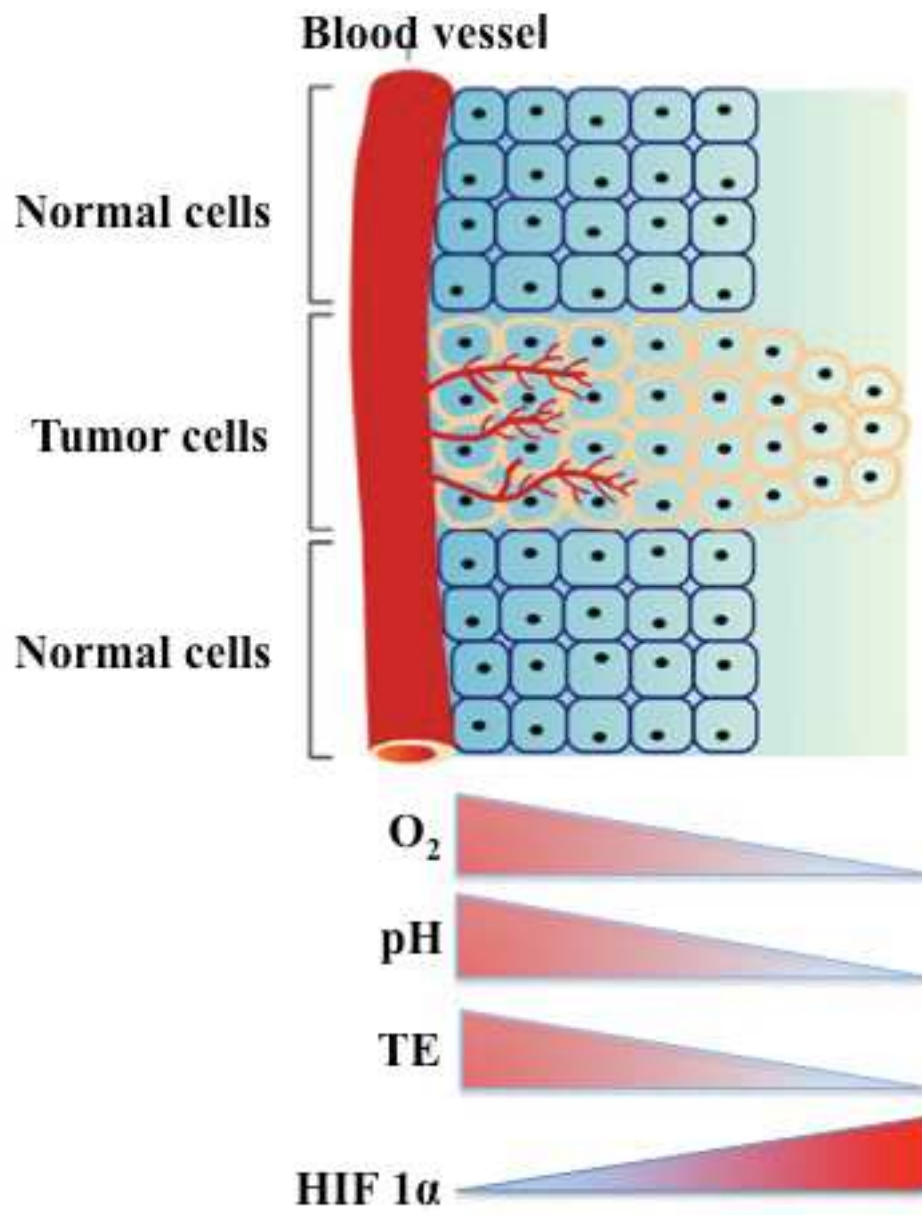 Blood vessel
Normal cells
Tumor cells
Normal cells
O₂
pH
TE
HIF 1α